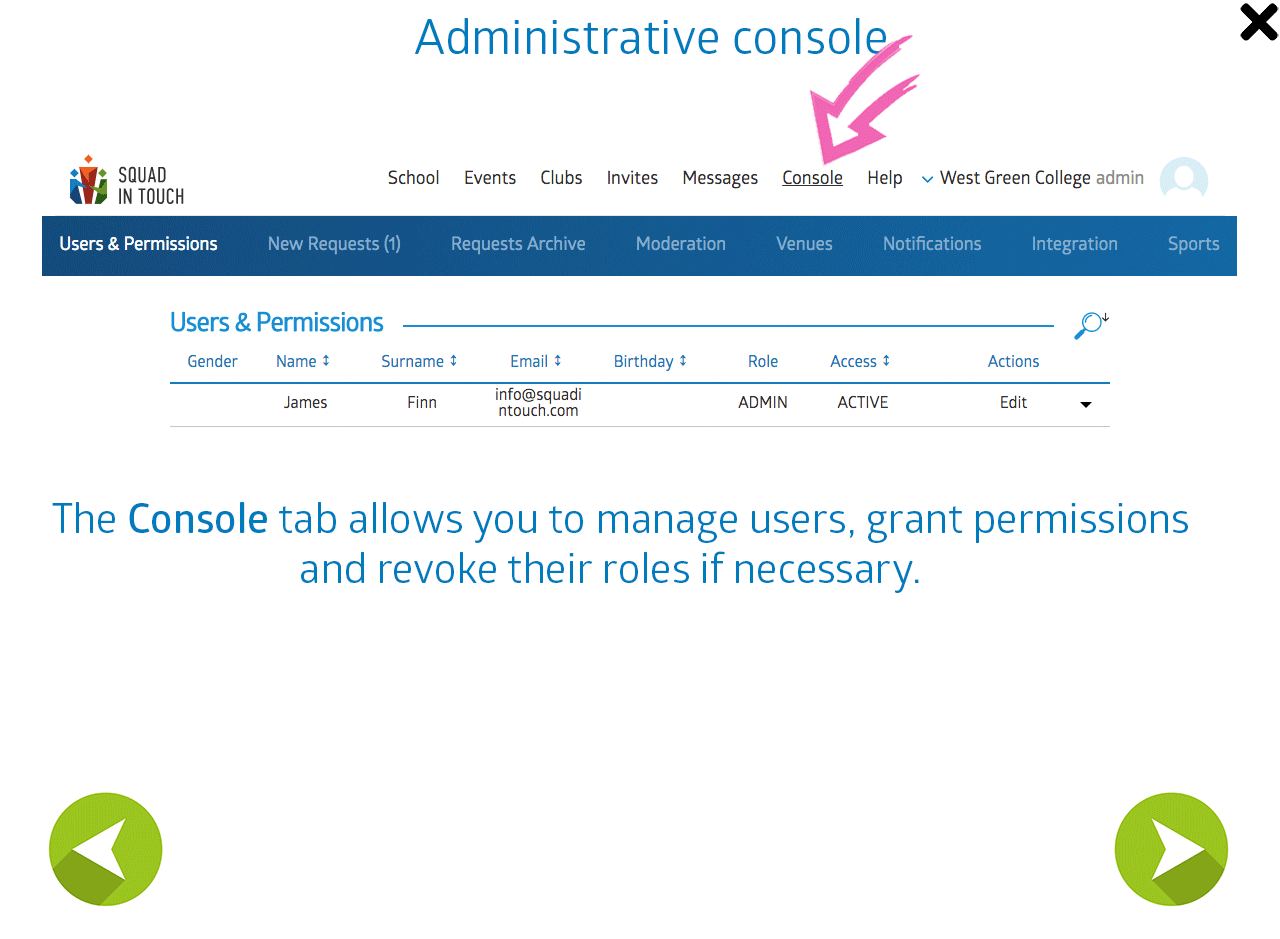 Administrative console
SQUAD
IN TOUCH
School Events Clubs Invites Messages Console Help West Green College admin
Users & Permissions New Requests (1) Requests Archive Moderation Venues Notifications Integration Sports
Users & Permissions
Gender Name Surname Email Birthday Role Access Actions
James Finn info@squadi ADMIN ACTIVE Edit
ntouch.com
The Console tab allows you to manage users, grant permissions
and revoke their roles if necessary.